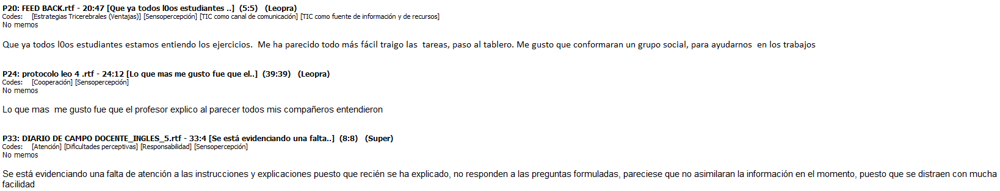 P20: FEED BACK.rtf - 20:47 [Que ya todos l0os estudiantes ..]  (5:5)   (Leopra)
Codes:    [Estrategias Tricerebrales (Ventajas)] [Sensopercepción] [TIC como canal de comunicación] [TIC como fuente de información y de recursos]
No memos
Que ya todos l0os estudiantes estamos entiendo los ejercicios.  Me ha parecido todo más fácil traigo las  tareas, paso al tablero. Me gusto que conformaran un grupo social, para ayudarnos  en los trabajos
P24: protocolo leo 4 .rtf - 24:12 [Lo que mas me gusto fue que el..]  (39:39)   (Leopra)
Codes:    [Cooperación] [Sensopercepción]
No memos
Lo que mas  me gusto fue que el profesor explico al parecer todos mis compañeros entendieron
P33: DIARIO DE CAMPO DOCENTE_INGLES_5.rtf - 33:4 [Se está evidenciando una falta..]  (8:8)   (Super)
Codes:    [Atención] [Dificultades perceptivas] [Responsabilidad] [Sensopercepción]
No memos
Se está evidenciando una falta de atención a las instrucciones y explicaciones puesto que recién se ha explicado, no responden a las preguntas formuladas, pareciese que no asimilaran la información en el momento, puesto que se distraen con mucha
facilidad